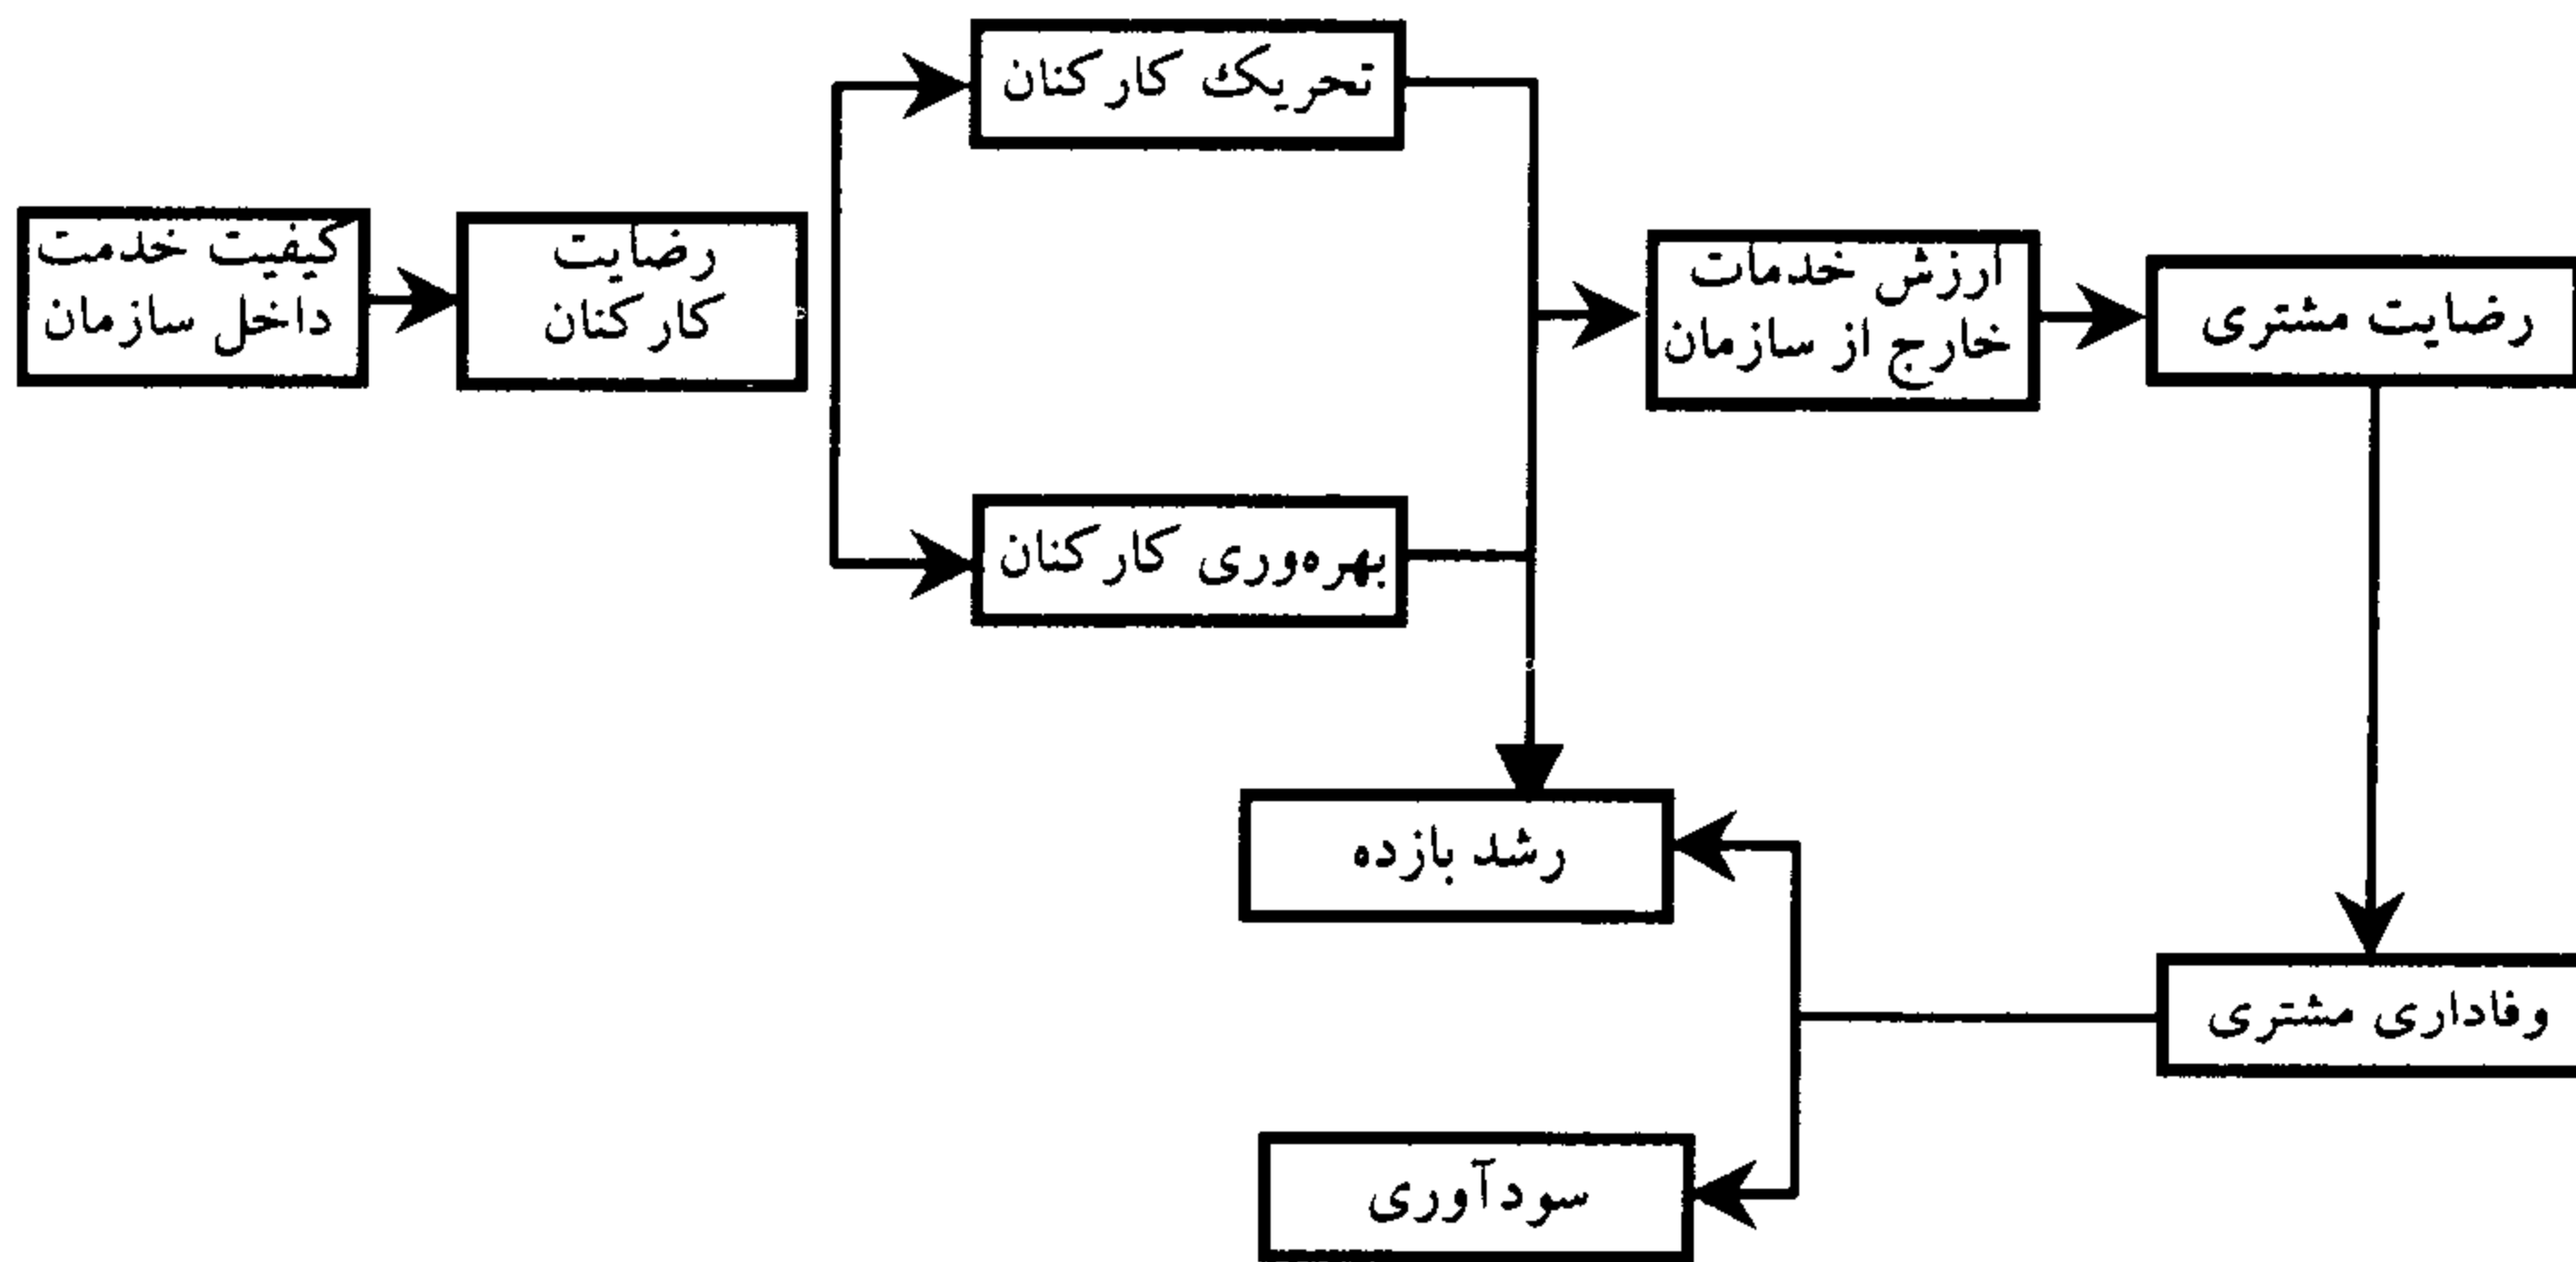 تحریک کارکنان
کیفیت خدمت
داخل سازمان
رضایت
کارکنان
ارزش خدمات
خارج از سازمان
رضایت مشتری
بهره‌وری کارکنان
رشد بازده
وفاداری مشتری
سودآوری